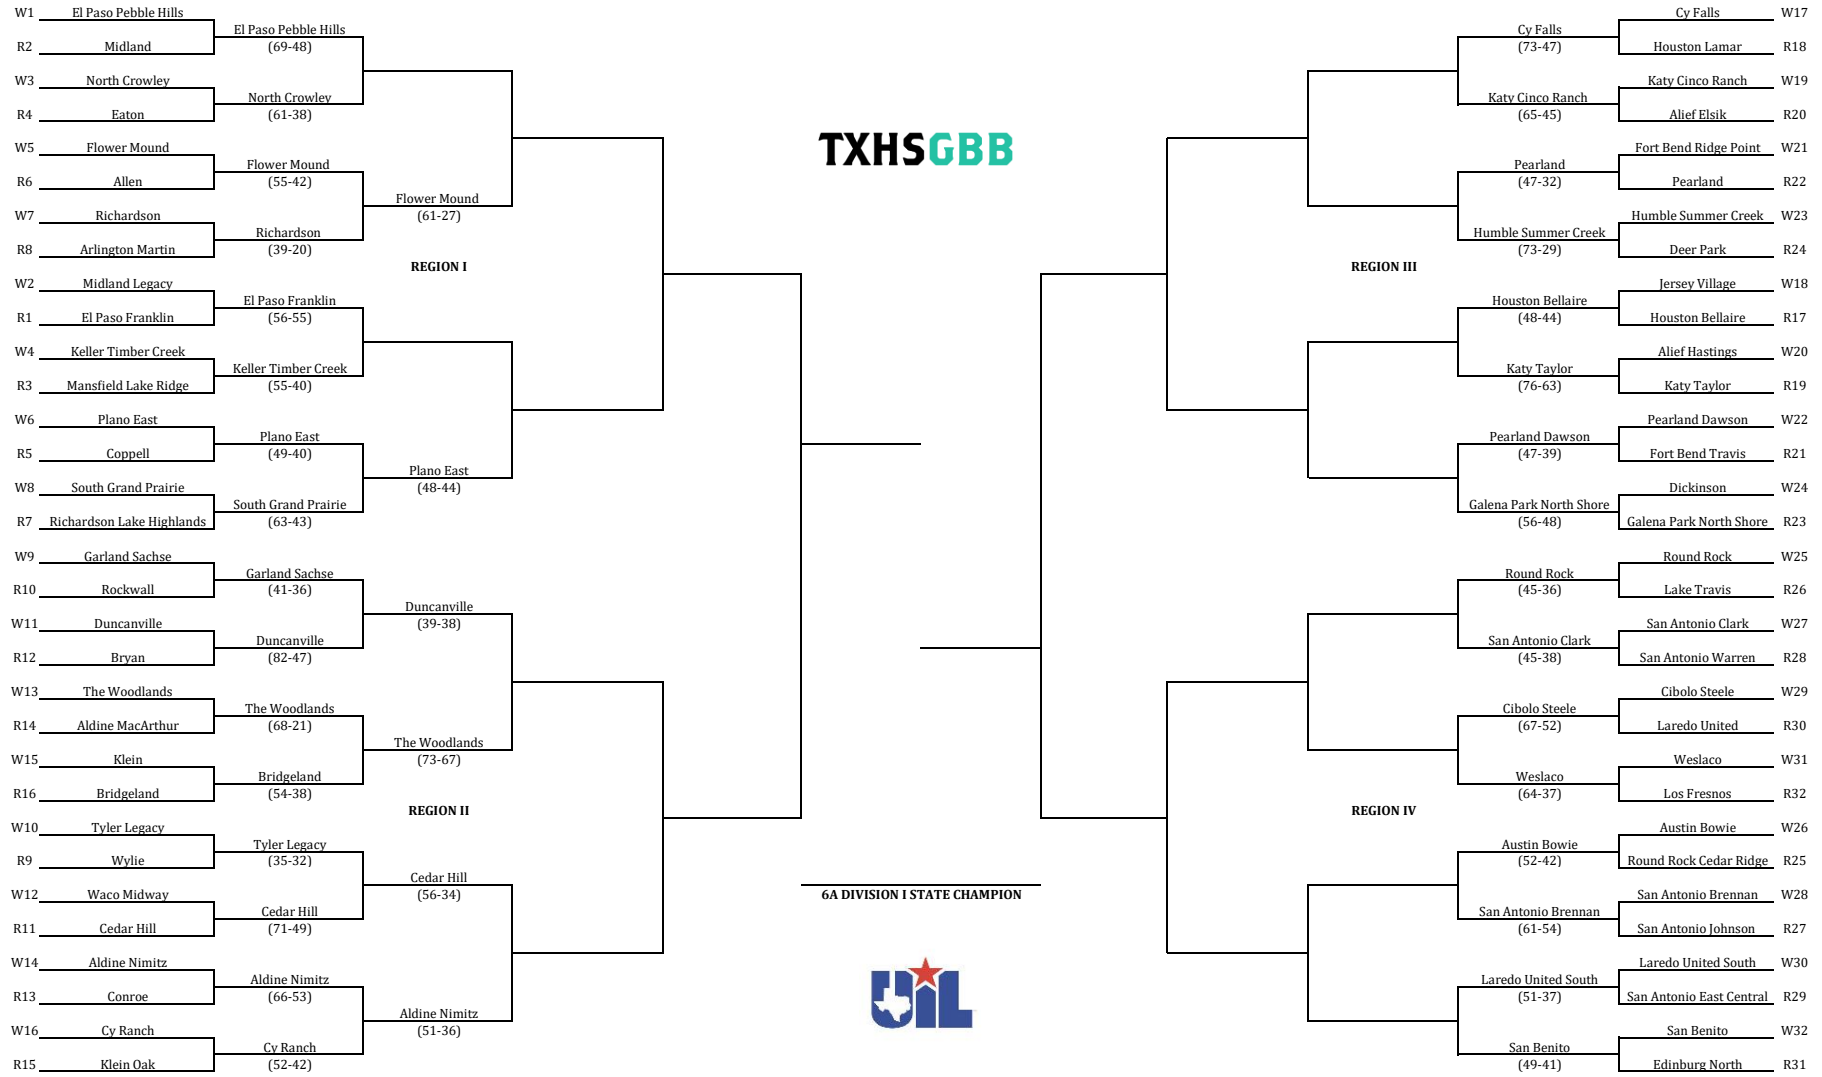 W1 El Paso Pebble Hills
El Paso Pebble Hills
(69-48)
R2 Midland
W3 North Crowley
North Crowley
(61-38)
R4 Eaton
W5 Flower Mound
Flower Mound
(55-42)
R6 Allen
Flower Mound
(61-27)
W7 Richardson
Richardson
(39-20)
R8 Arlington Martin
REGION I
W2 Midland Legacy
El Paso Franklin
(56-55)
R1 El Paso Franklin
W4 Keller Timber Creek
Keller Timber Creek
(55-40)
R3 Mansfield Lake Ridge
W6 Plano East
Plano East
(49-40)
R5 Coppell
Plano East
(48-44)
W8 South Grand Prairie
South Grand Prairie
(63-43)
R7 Richardson Lake Highlands
W9 Garland Sachse
Garland Sachse
(41-36)
R10 Rockwall
Duncanville
(39-38)
W11 Duncanville
Duncanville
(82-47)
R12 Bryan
W13 The Woodlands
The Woodlands
(68-21)
R14 Aldine MacArthur
The Woodlands
(73-67)
W15 Klein
Bridgeland
(54-38)
R16 Bridgeland
REGION II
W10 Tyler Legacy
Tyler Legacy
(35-32)
R9 Wylie
Cedar Hill
(56-34)
W12 Waco Midway
Cedar Hill
(71-49)
R11 Cedar Hill
W14 Aldine Nimitz
Aldine Nimitz
(66-53)
R13 Conroe
Aldine Nimitz
(51-36)
W16 Cy Ranch
Cy Ranch
(52-42)
R15 Klein Oak
TXHSGBB
6A DIVISION I STATE CHAMPION
UIL
Cy Falls W17
Cy Falls
(73-47)
Houston Lamar R18
Katy Cinco Ranch W19
Katy Cinco Ranch
(65-45)
Alief Elsik R20
Fort Bend Ridge Point W21
Pearland
(47-32)
Pearland R22
Humble Summer Creek W23
Humble Summer Creek
(73-29)
Deer Park R24
REGION III
Jersey Village W18
Houston Bellaire
(48-44)
Houston Bellaire R17
Alief Hastings W20
Katy Taylor
(76-63)
Katy Taylor R19
Pearland Dawson W22
Pearland Dawson
(47-39)
Fort Bend Travis R21
Dickinson W24
Galena Park North Shore
(56-48)
Galena Park North Shore R23
Round Rock W25
Round Rock
(45-36)
Lake Travis R26
San Antonio Clark W27
San Antonio Clark
(45-38)
San Antonio Warren R28
Cibolo Steele W29
Cibolo Steele
(67-52)
Laredo United R30
Weslaco W31
Weslaco
(64-37)
Los Fresnos R32
REGION IV
Austin Bowie W26
Austin Bowie
(52-42)
Round Rock Cedar Ridge R25
San Antonio Brennan W28
San Antonio Brennan
(61-54)
San Antonio Johnson R27
Laredo United South W30
Laredo United South
(51-37)
San Antonio East Central R29
San Benito W32
San Benito
(49-41)
Edinburg North R31